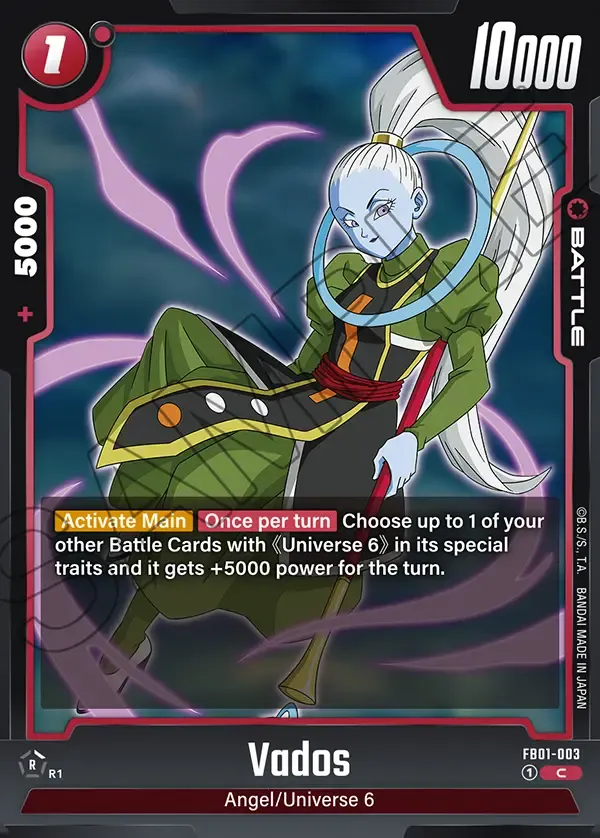 1
10000
+ 5000
BATTLE
SAMPLE
Activate Main Once per turn Choose up to 1 of your
other Battle Cards with 《Universe 6》 in its special
traits and it gets +5000 power for the turn.
©B.S./S., T.A. BANDAI MADE IN JAPAN
R
R1
Vados
FB01-003
1 C
Angel/Universe 6